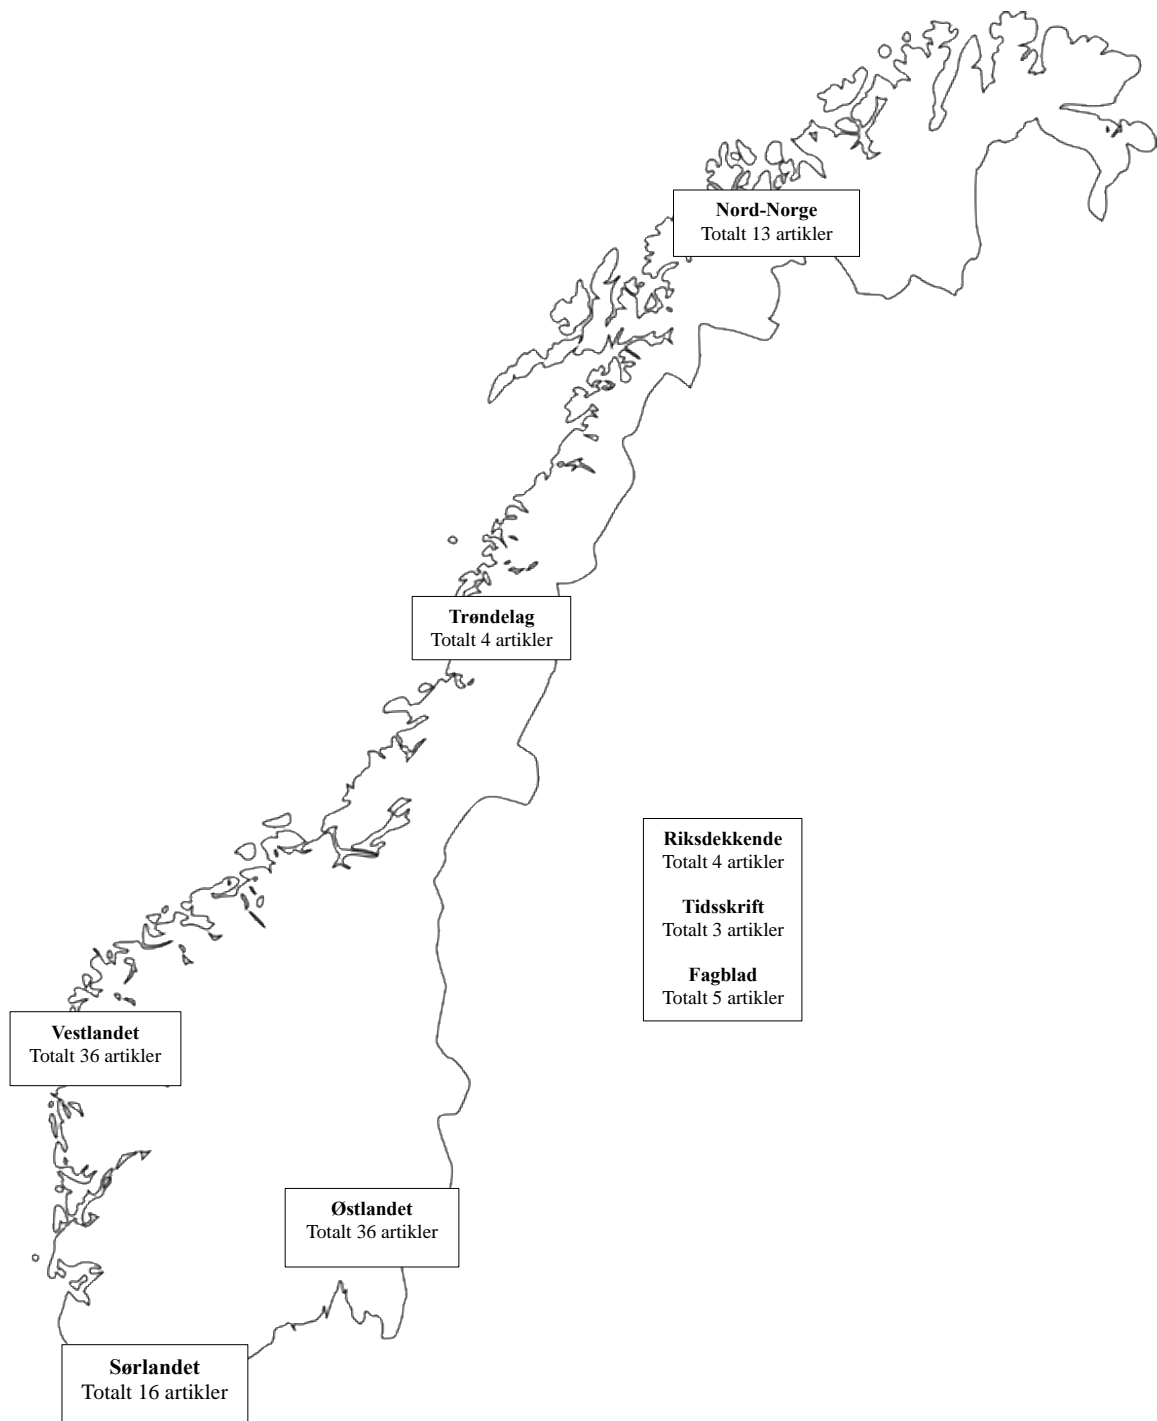 Nord-Norge
Totalt 13 artikler
Trøndelag
Totalt 4 artikler
Riksdekkende
Totalt 4 artikler
Tidsskrift
Totalt 3 artikler
Fagblad
Totalt 5 artikler
Vestlandet
Totalt 36 artikler
Østlandet
Totalt 36 artikler
Sørlandet
Totalt 16 artikler